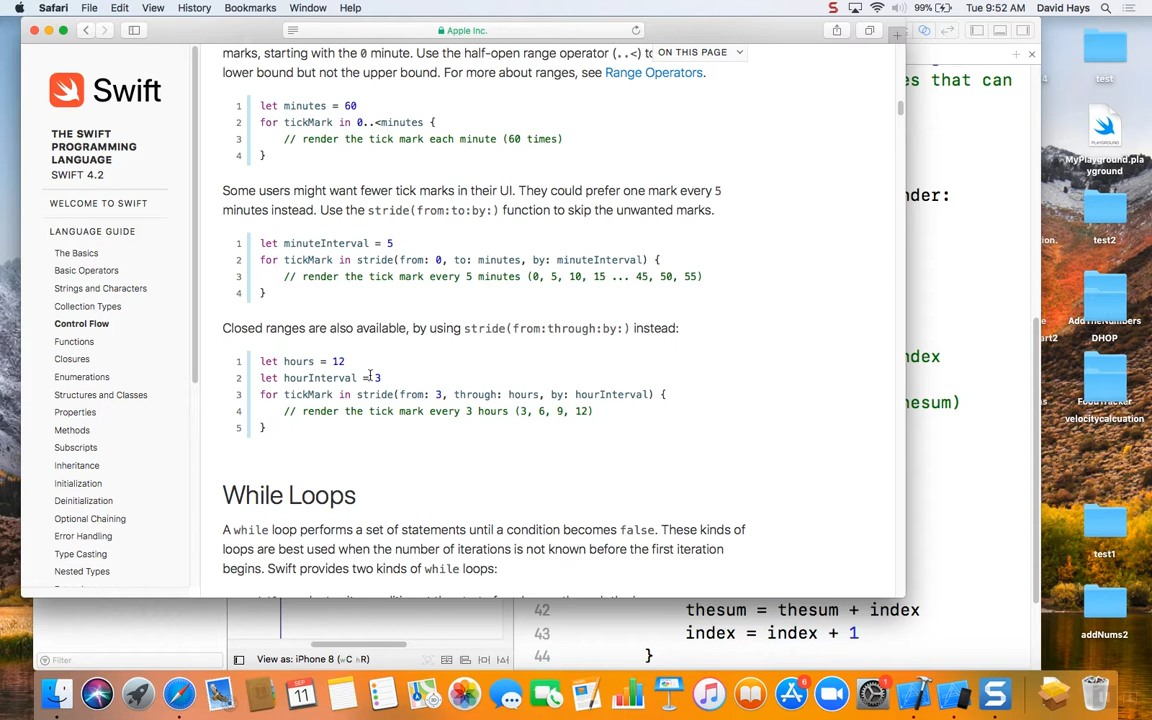 Safari File Edit View History Bookmarks Window Help 99% Tue 9:52 AM David Hays
Apple Inc.
ON THIS PAGE
Swift
THE SWIFT
PROGRAMMING
LANGUAGE
SWIFT 4.2
WELCOME TO SWIFT
LANGUAGE GUIDE
The Basics
Basic Operators
Strings and Characters
Collection Types
Control Flow
Functions
Closures
Enumerations
Structures and Classes
Properties
Methods
Subscripts
Inheritance
Initialization
Deinitialization
Optional Chaining
Error Handling
Type Casting
Nested Types
marks, starting with the 0 minute. Use the half-open range operator (..<) to
lower bound but not the upper bound. For more about ranges, see Range Operators.
1 let minutes = 60
2 for tickMark in 0..<minutes {
3 // render the tick mark each minute (60 times)
4 }
Some users might want fewer tick marks in their UI. They could prefer one mark every 5
minutes instead. Use the stride(from:to:by:) function to skip the unwanted marks.
1 let minuteInterval = 5
2 for tickMark in stride(from: 0, to: minutes, by: minuteInterval) {
3 // render the tick mark every 5 minutes (0, 5, 10, 15 ... 45, 50, 55)
4 }
Closed ranges are also available, by using stride(from:through:by:) instead:
1 let hours = 12
2 let hourInterval = 3
3 for tickMark in stride(from: 3, through: hours, by: hourInterval) {
4 // render the tick mark every 3 hours (3, 6, 9, 12)
5 }
While Loops
A while loop performs a set of statements until a condition becomes false. These kinds of
loops are best used when the number of iterations is not known before the first iteration
begins. Swift provides two kinds of while loops:
s that can
nder:
ndex
hesum)
42 thesum = thesum + index
43 index = index + 1
44 }
Filter
View as: iPhone 8 (wC hR)
test
PLAYGROUND
MyPlayground.pla
yground
test2
DHOP
velocitycalcuation
test1
addNums2
6
11
1